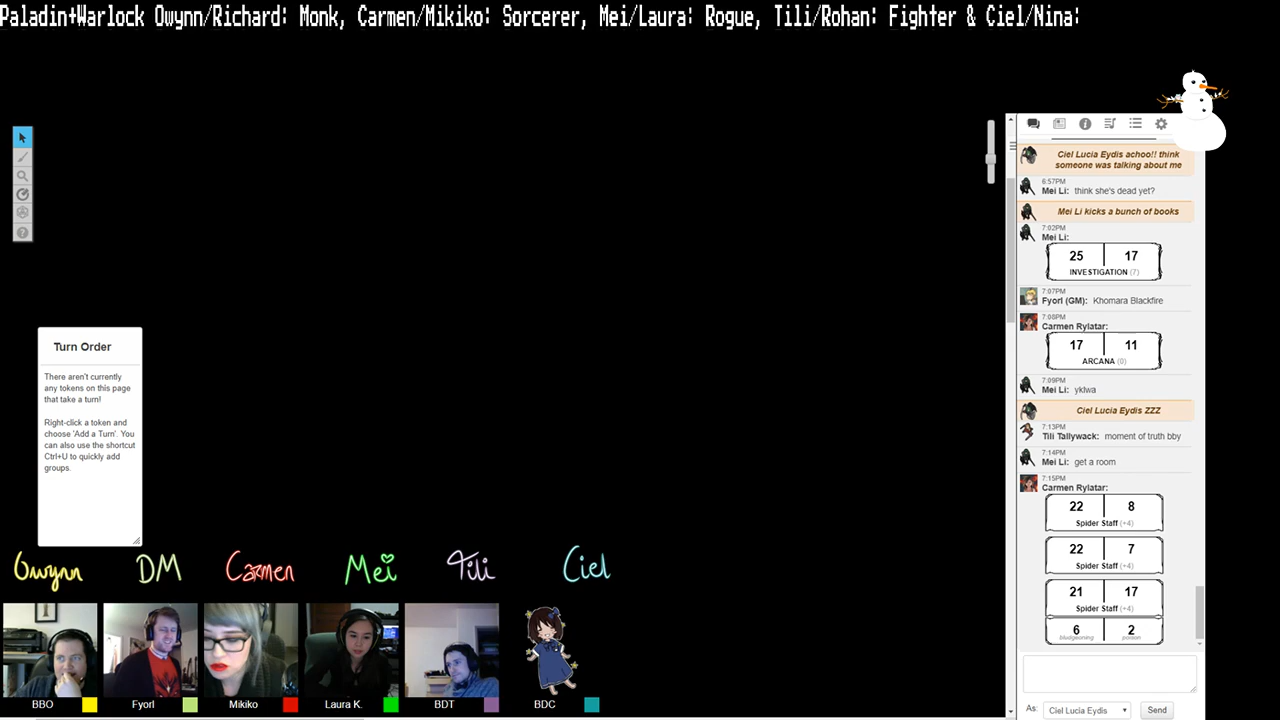 Paladin+Warlock Owynn/Richard: Monk, Carmen/Mikiko: Sorcerer, Mei/Laura: Rogue, Tili/Rohan: Fighter & Ciel/Nina:
Ciel Lucia Eydis achoo!! think
someone was talking about me
6:57PM
Mei Li: think she's dead yet?
Mei Li kicks a bunch of books
7:02PM
Mei Li:
25 17
INVESTIGATION (7)
7:07PM
Fyorl (GM): Khomara Blackfire
7:08PM
Carmen Rylatar:
17 11
ARCANA (0)
7:09PM
Mei Li: yklwa
Ciel Lucia Eydis ZZZ
7:13PM
Tili Tallywack: moment of truth bby
7:14PM
Mei Li: get a room
7:15PM
Carmen Rylatar:
22 8
Spider Staff (+4)
22 7
Spider Staff (+4)
21 17
Spider Staff (+4)
6 2
bludgeoning poison
As: Ciel Lucia Eydis Send
Turn Order
There aren't currently
any tokens on this page
that take a turn!
Right-click a token and
choose 'Add a Turn'. You
can also use the shortcut
Ctrl+U to quickly add
groups.
Owynn DM Carmen Mei Tili Ciel
BBO Fyorl Mikiko Laura K. BDT BDC